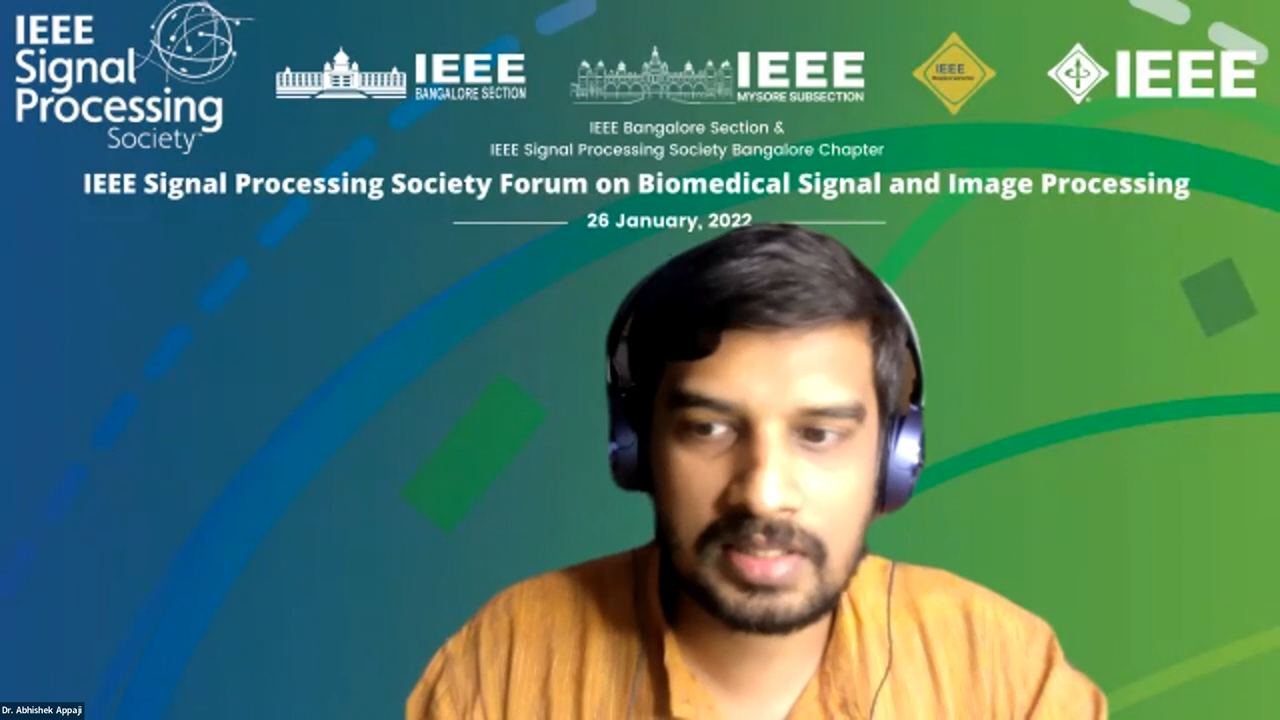 IEEE
Signal
Processing
Society
IEEE
BANGALORE SECTION
IEEE
MYSORE SUBSECTION
IEEE
IEEE
IEEE Bangalore Section &
IEEE Signal Processing Society Bangalore Chapter
IEEE Signal Processing Society Forum on Biomedical Signal and Image Processing
26 January, 2022
Dr. Abhishek Appaji